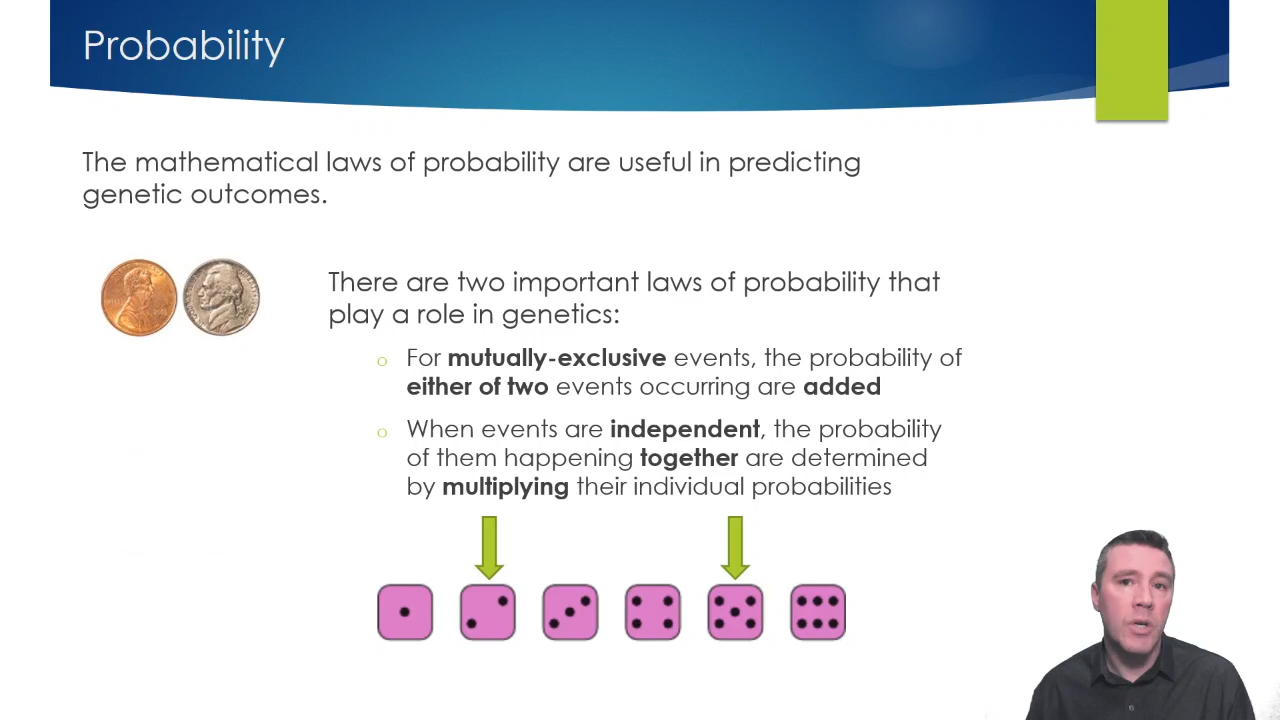 Probability
The mathematical laws of probability are useful in predicting
genetic outcomes.
There are two important laws of probability that
play a role in genetics:
o For mutually-exclusive events, the probability of
either of two events occurring are added
o When events are independent, the probability
of them happening together are determined
by multiplying their individual probabilities